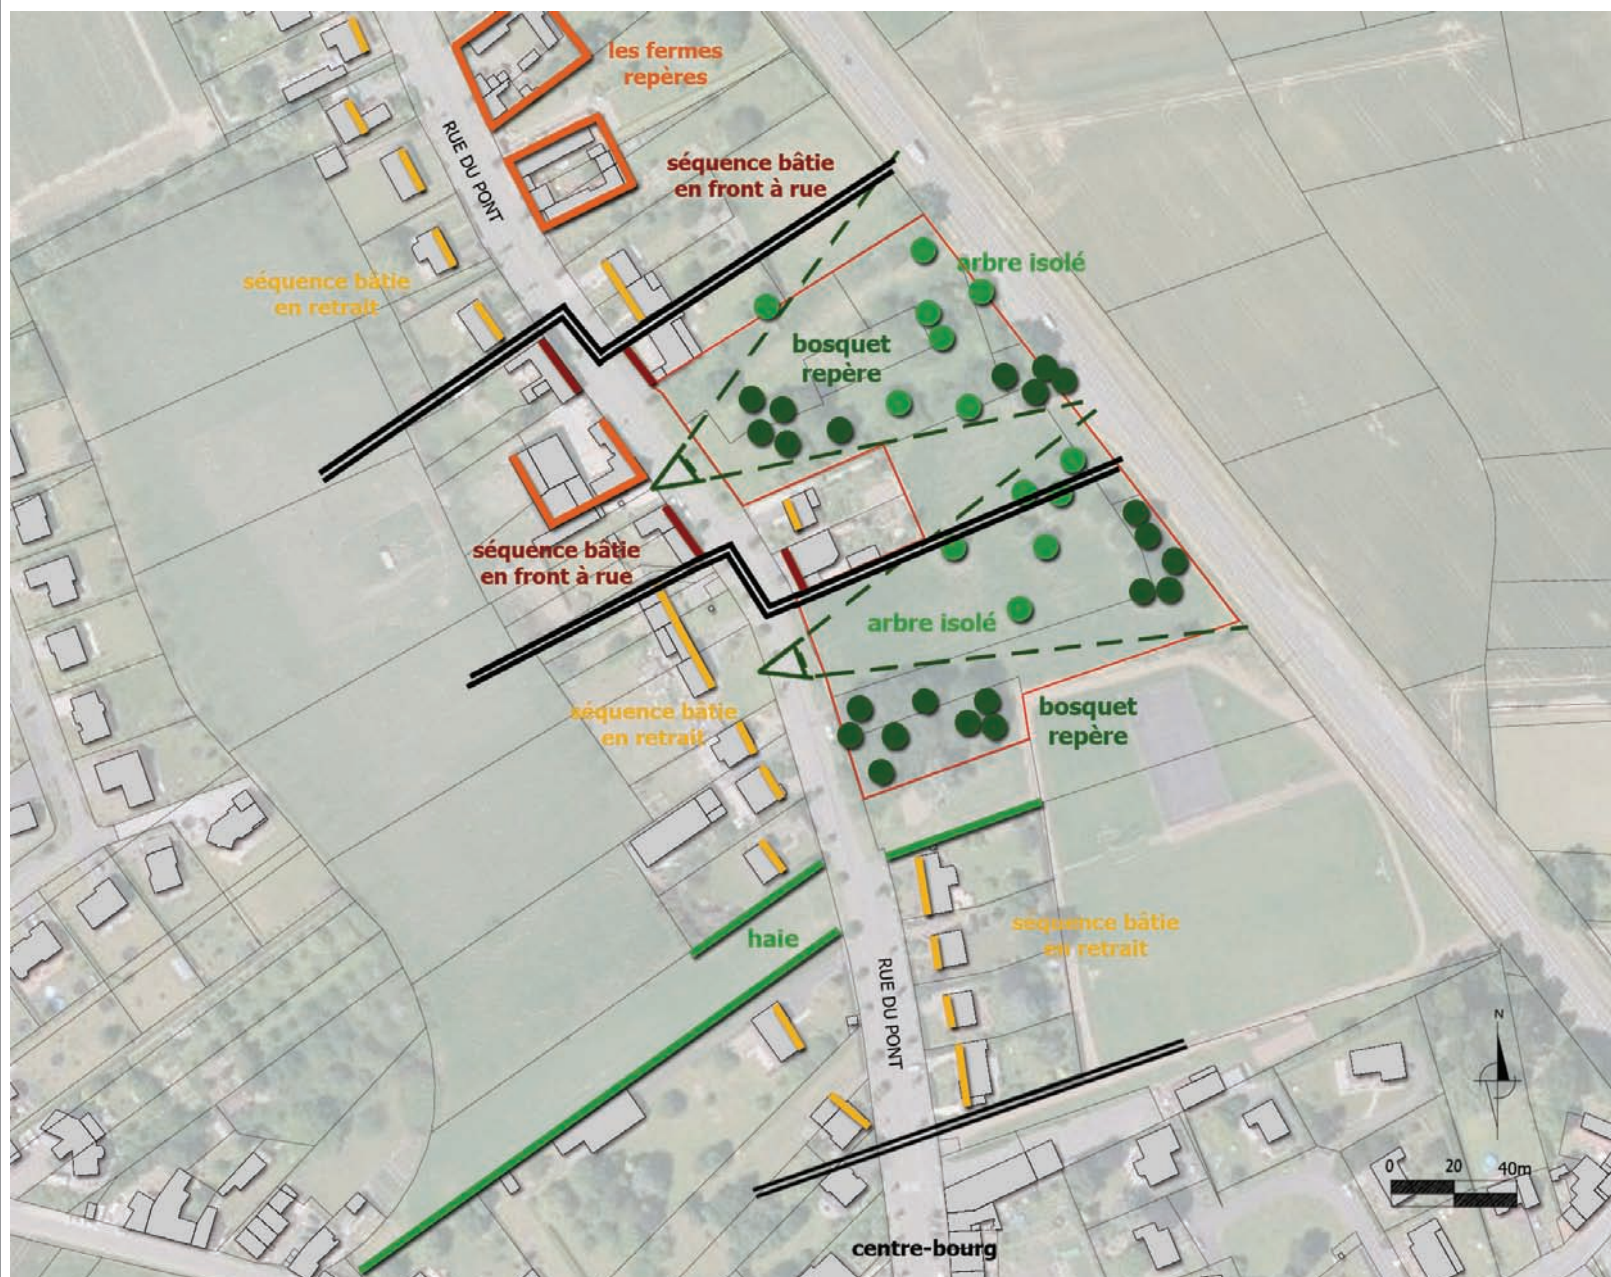 les fermes
repères
RUE DU PONT
séquence bâtie
en front à rue
arbre isolé
séquence bâtie
en retrait
bosquet
repère
séquence bâtie
en front à rue
arbre isolé
séquence bâtie
en retrait
bosquet
repère
haie
séquence bâtie
en retrait
RUE DU PONT
N
0 20 40m
centre-bourg